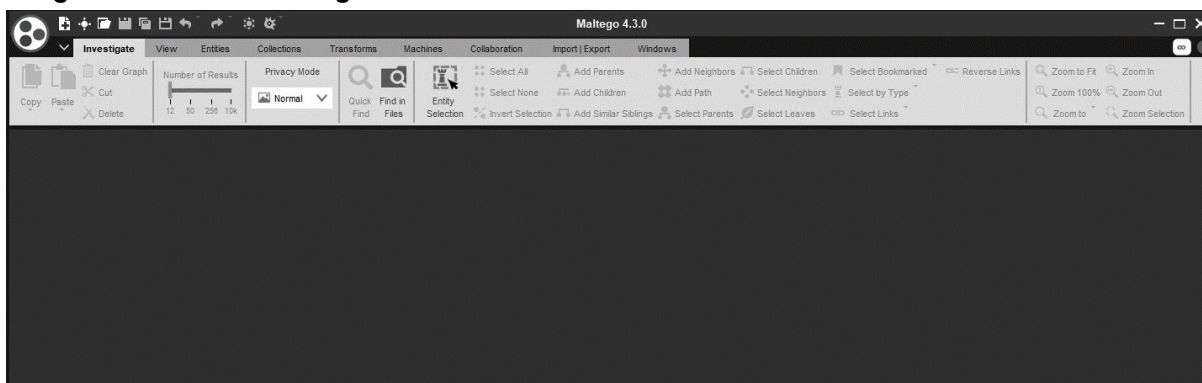 Maltego 4.3.0
Investigate View Entities Collections Transforms Machines Collaboration Import | Export Windows
Clear Graph Number of Results Privacy Mode Select All Add Parents Add Neighbors Select Children Select Bookmarked Reverse Links Zoom to Fit Zoom In
Copy Paste Cut Normal Quick Find Find in Files Entity Selection Select None Add Children Add Path Select Neighbors Select by Type Zoom 100% Zoom Out
Delete 12 50 256 10k Invert Selection Add Similar Siblings Select Parents Select Leaves Select Links Zoom to Zoom Selection